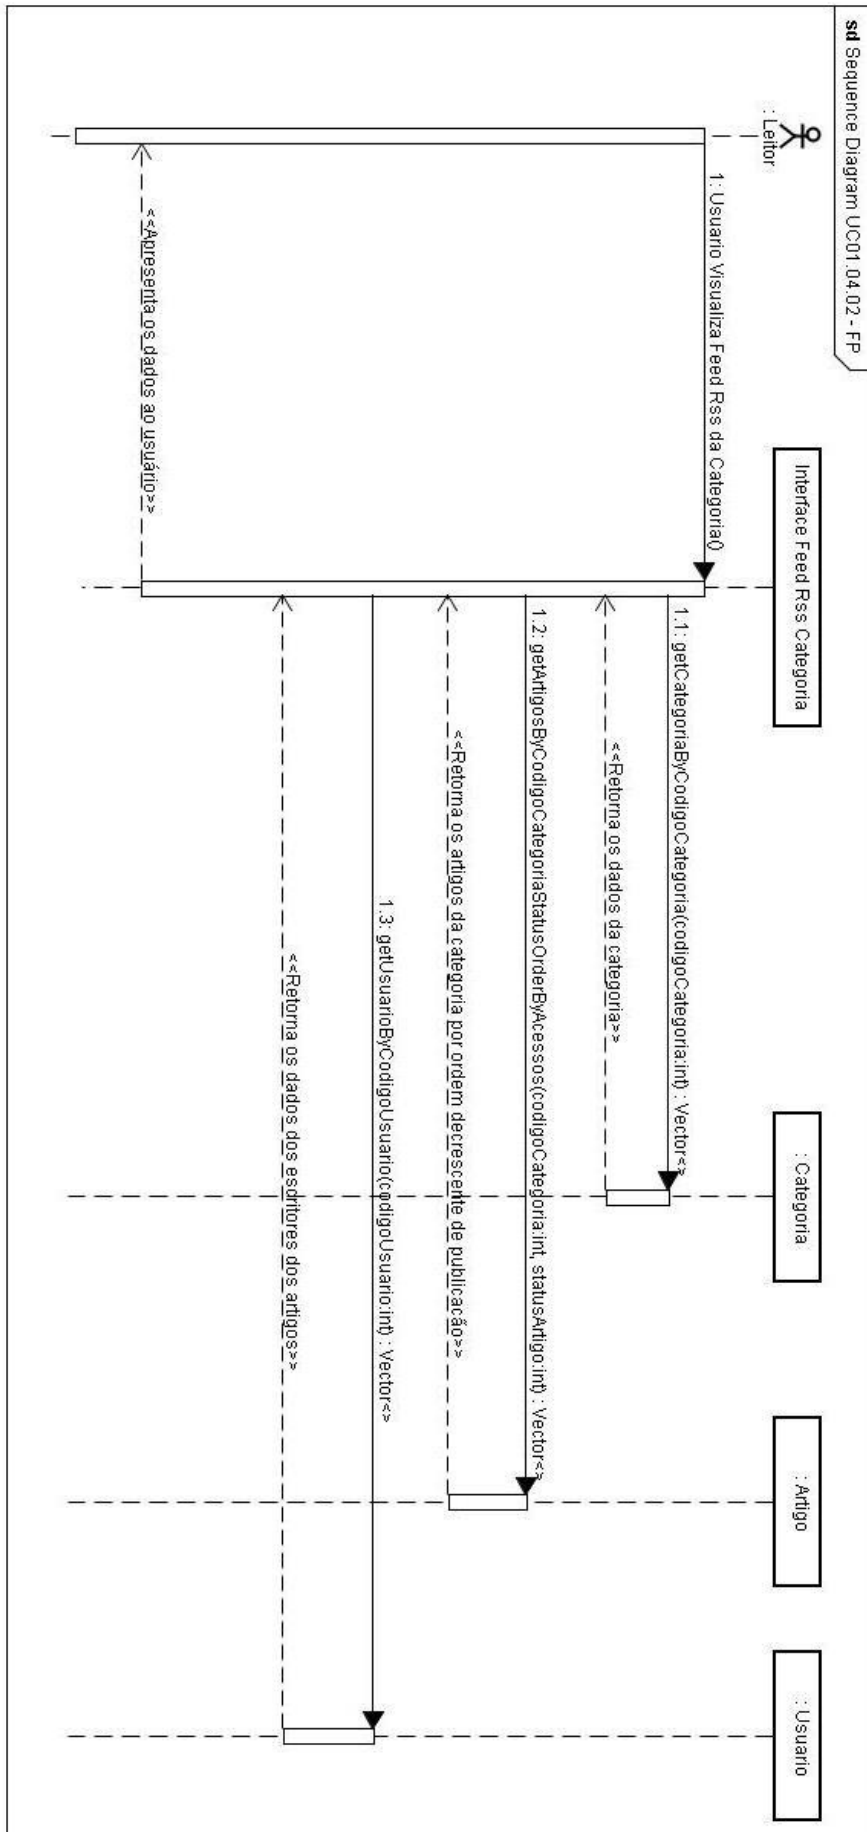 sd Sequence Diagram UC01.04.02 - FP
: Leitor
Interface Feed Rss Categoria
: Categoria
: Artigo
: Usuario
1: Usuario Visualiza Feed Rss da Categoria()
1.1: getCategoriaByCodigoCategoria(codigoCategoria:int) : Vector<>
<<Retorna os dados da categoria>>
1.2: getArtigosByCodigoCategoriaStatusOrderByAcessos(codigoCategoria:int, statusArtigo:int) : Vector<>
<<Retorna os artigos da categoria por ordem decrescente de publicacão>>
1.3: getUsuarioByCodigoUsuario(codigoUsuario:int) : Vector<>
<<Retorna os dados dos escritores dos artigos>>
<<Apresenta os dados ao usuário>>